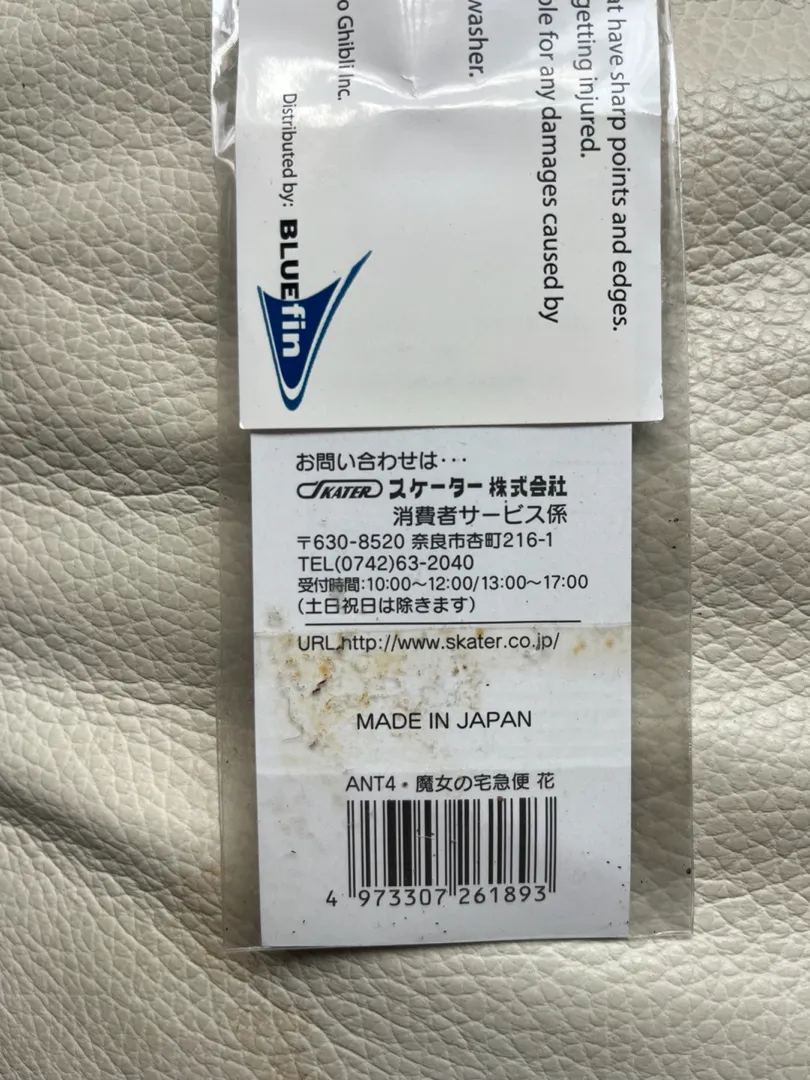 at have sharp points and edges.
getting injured.
ble for any damages caused by
washer.
o Ghibli Inc.
Distributed by: BLUEfin
お問い合わせは･･･
SKATER スケーター株式会社
消費者サービス係
〒630-8520 奈良市杏町216-1
TEL(0742)63-2040
受付時間:10:00〜12:00/13:00〜17:00
(土日祝日は除きます)
URL.http://www.skater.co.jp/
MADE IN JAPAN
ANT4・魔女の宅急便 花
4 973307 261893